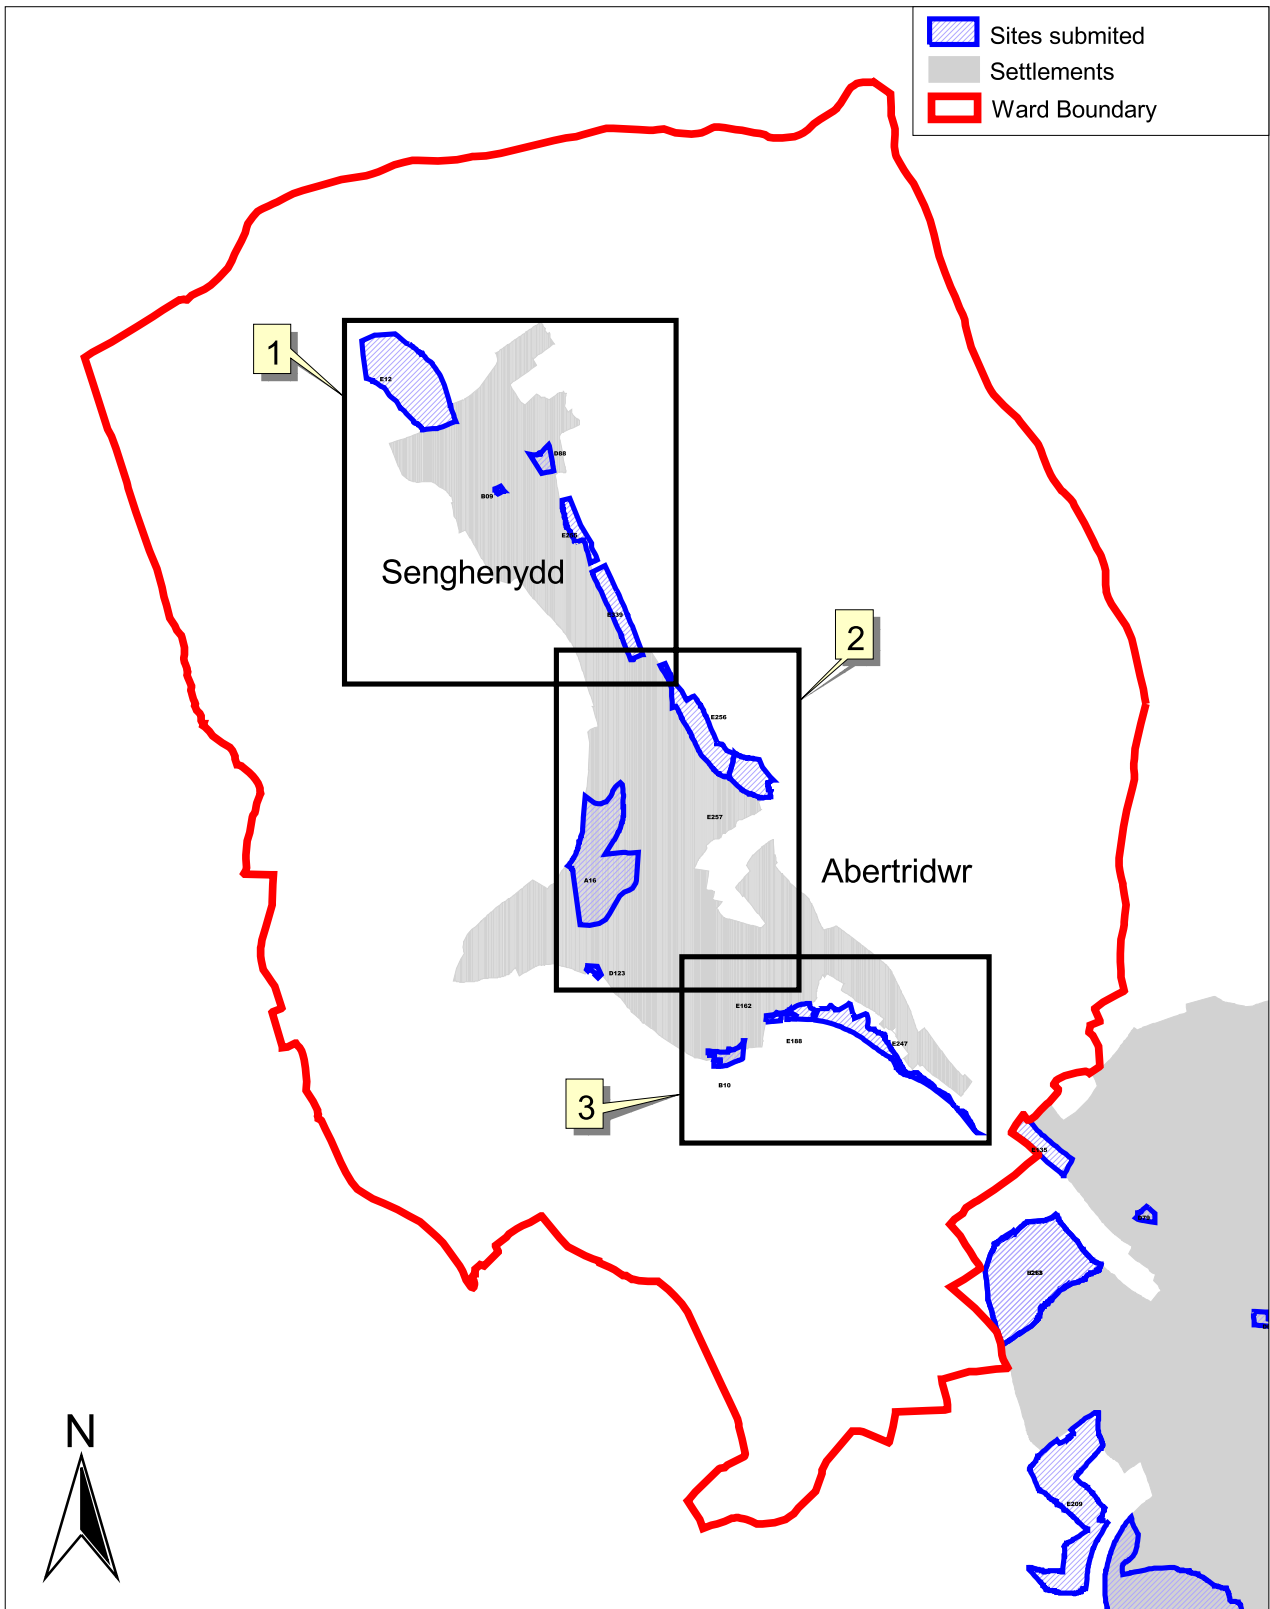 Sites submited
Settlements
Ward Boundary
1
E12
D88
B09
Senghenydd
2
E256
E257
Abertridwr
A16
D123
E162
E188
E247
B10
3
E209
N